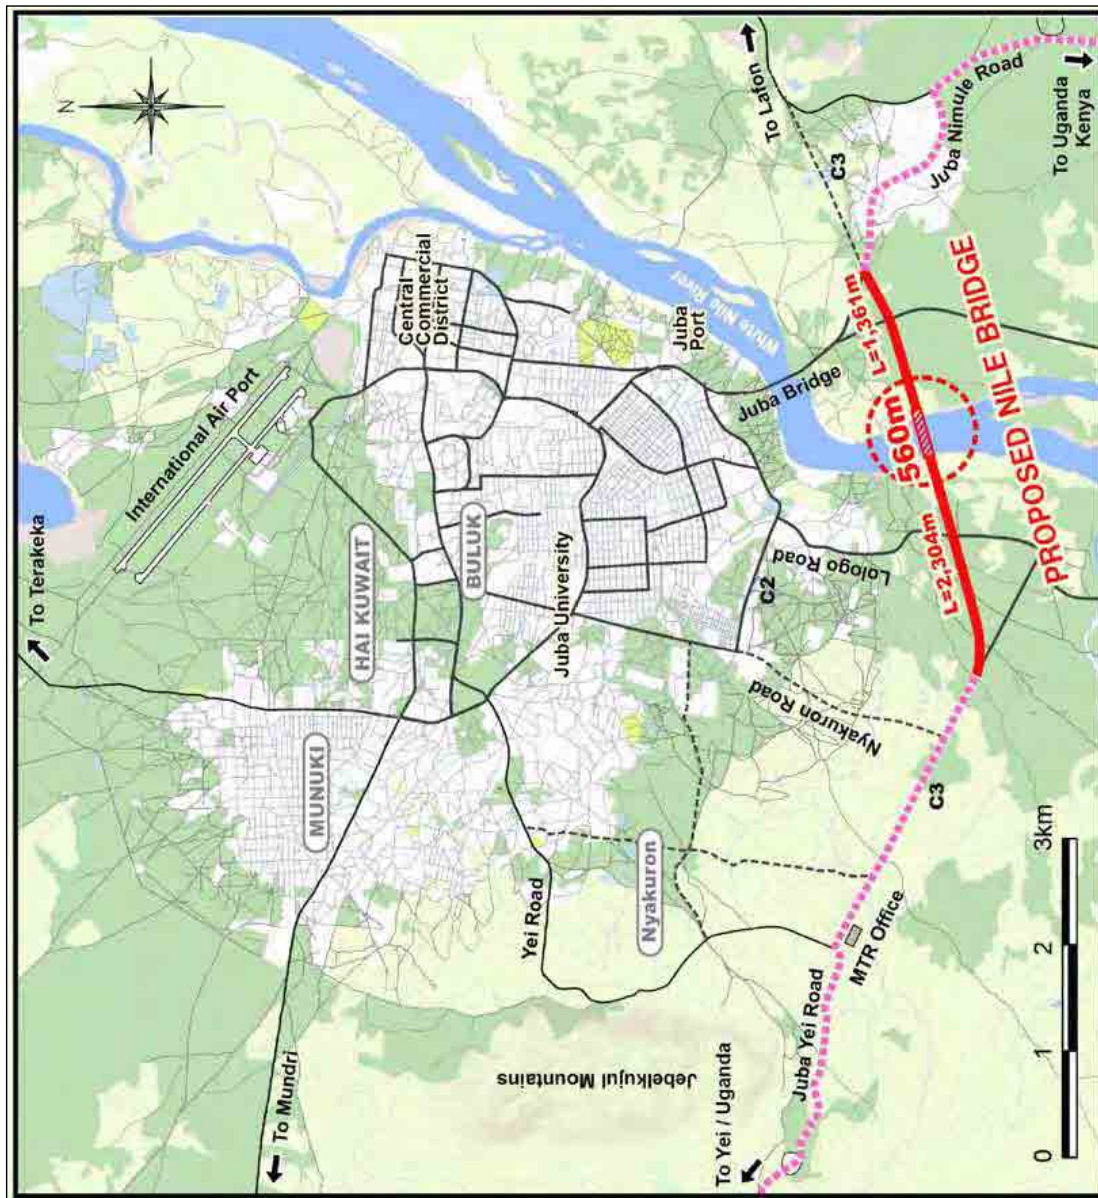 N
To Terakeka
International Air Port
HAI KUWAIT
MUNUKI
To Mundri
Central
Commercial
District
BULUK
Juba University
Yei Road
Nyakuron
Jebelkujul Mountains
To Yei / Uganda
White Nile River
Juba
Port
Juba Bridge
C2
Lologo Road
Nyakuron Road
To Lafon
C3
Juba Nimule Road
To Uganda
Kenya
L=1,361m
560m
L=2,304m
PROPOSED NILE BRIDGE
C3
MTR Office
Juba Yei Road
0
1
2
3km